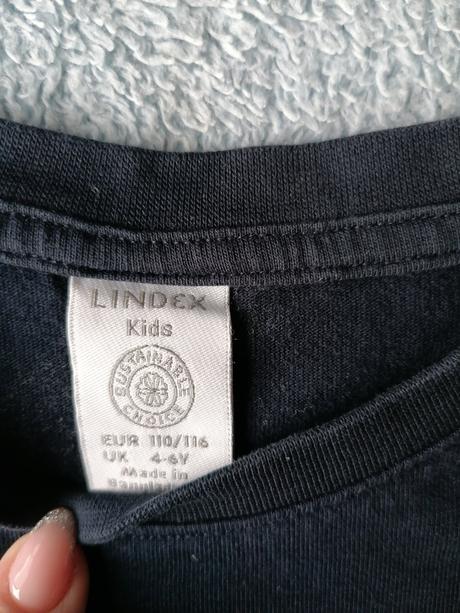 LINDEX
Kids
SUSTAINABLE
CHOICE
EUR 110/116
UK 4-6Y
Made in